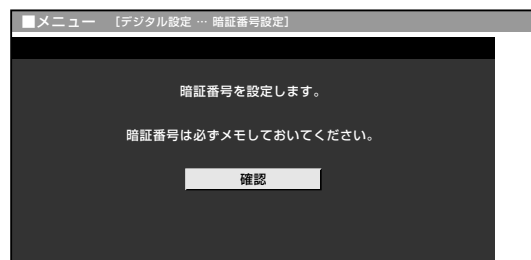 ■メニュー [デジタル設定 … 暗証番号設定]
暗証番号を設定します。
暗証番号は必ずメモしておいてください。
確認